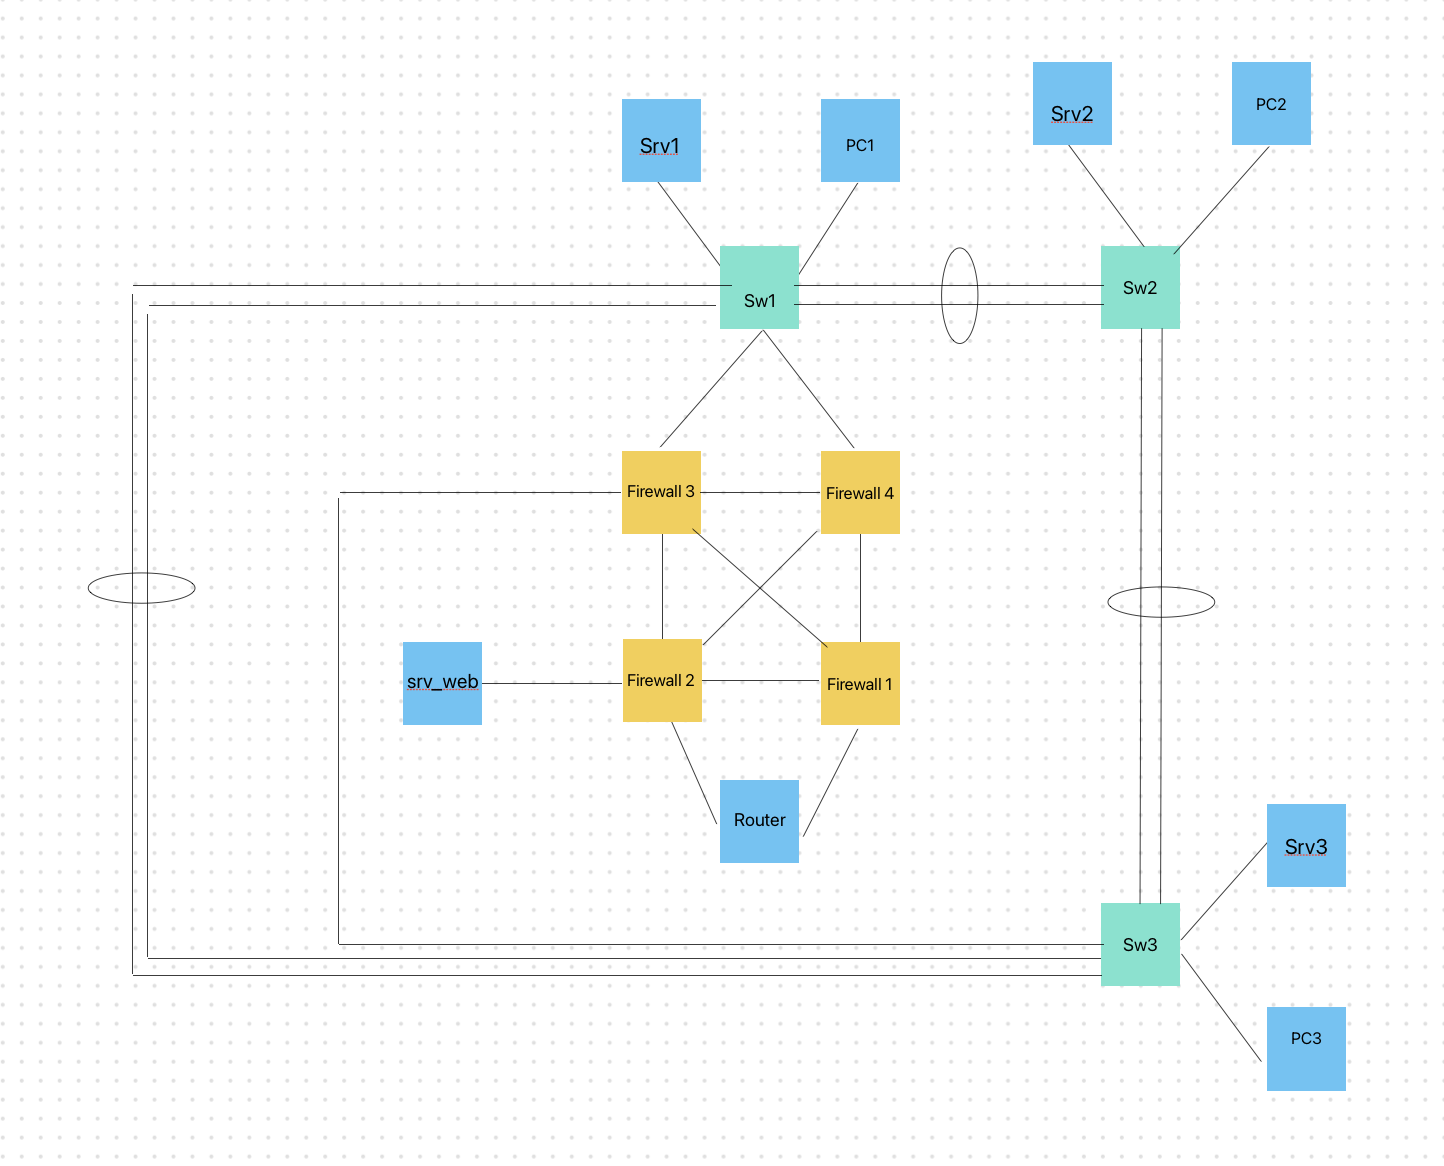 Srv2
PC2
Srv1
PC1
Sw1
Sw2
Firewall 3
Firewall 4
srv_web
Firewall 2
Firewall 1
Router
Srv3
Sw3
PC3